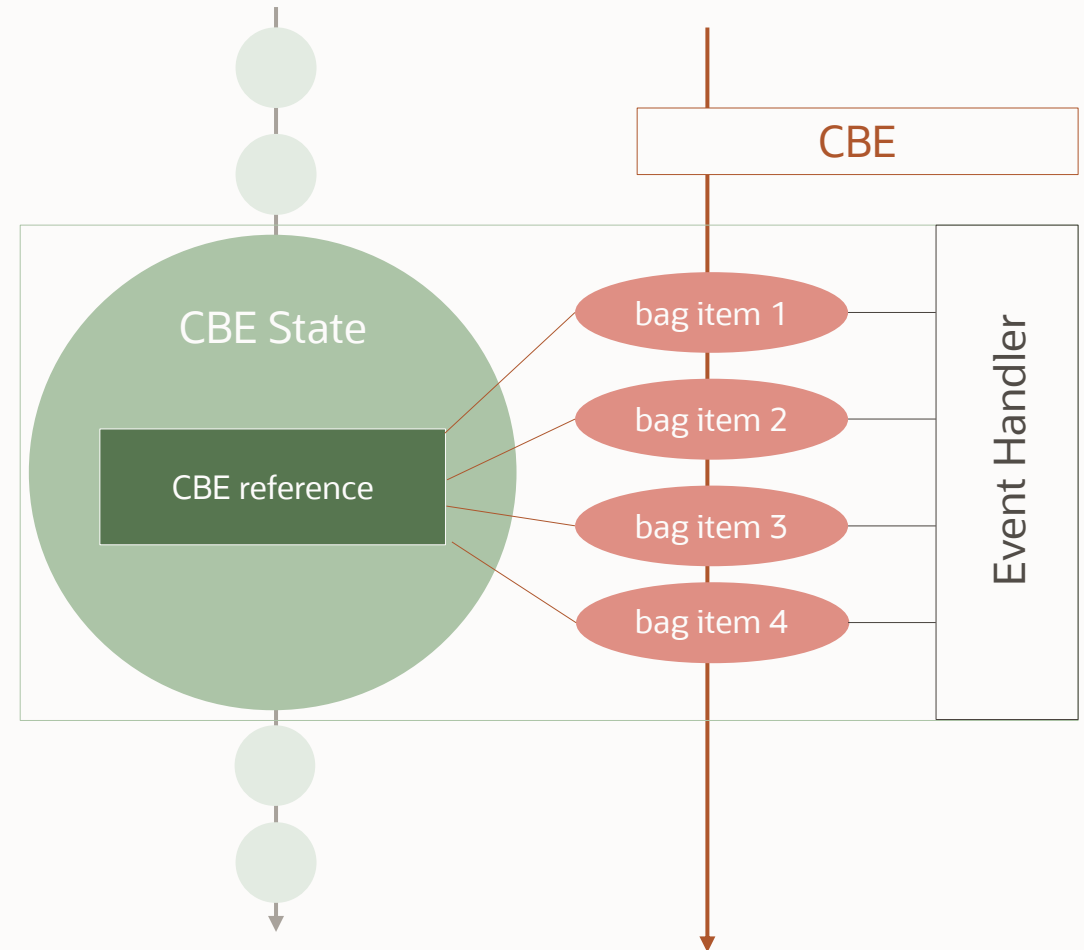 CBE
CBE State
CBE reference
bag item 1
bag item 2
bag item 3
bag item 4
Event Handler